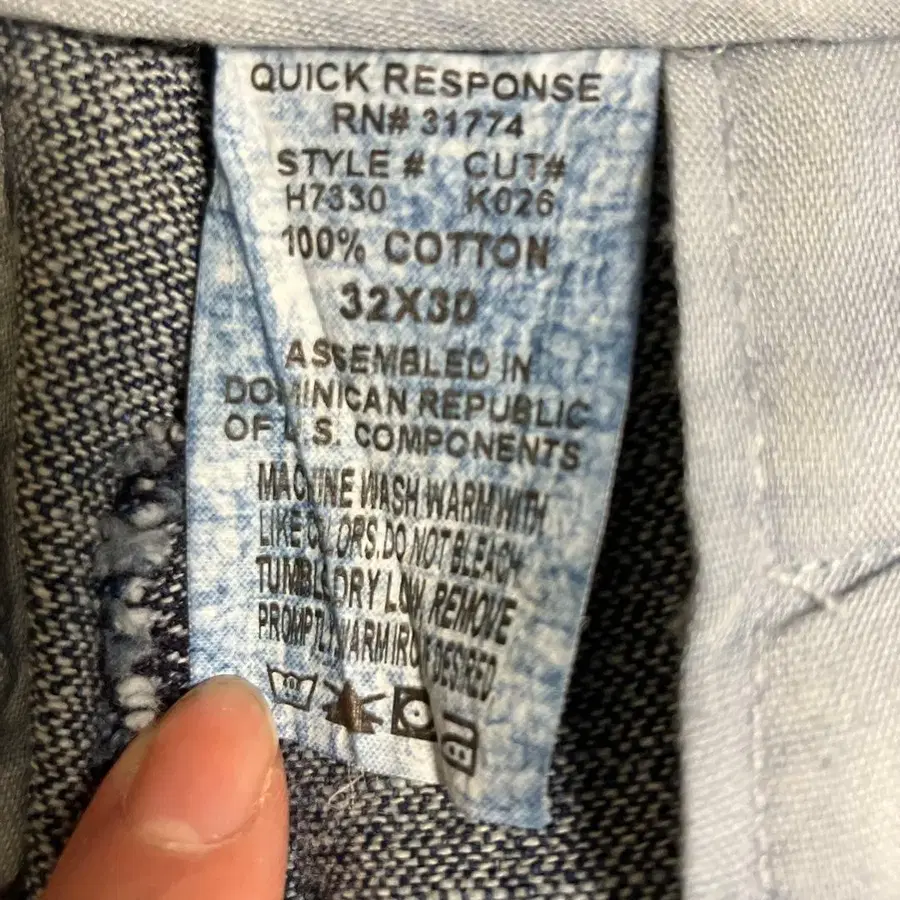 QUICK RESPONSE
RN# 31774
STYLE # CUT#
H7330 K026
100% COTTON
32X30
ASSEMBLED IN
DOMINICAN REPUBLIC
OF U.S. COMPONENTS
MACHINE WASH WARM WITH
LIKE COLORS. DO NOT BLEACH
TUMBLE DRY LOW. REMOVE
PROMPTLY. WARM IRON IF DESIRED